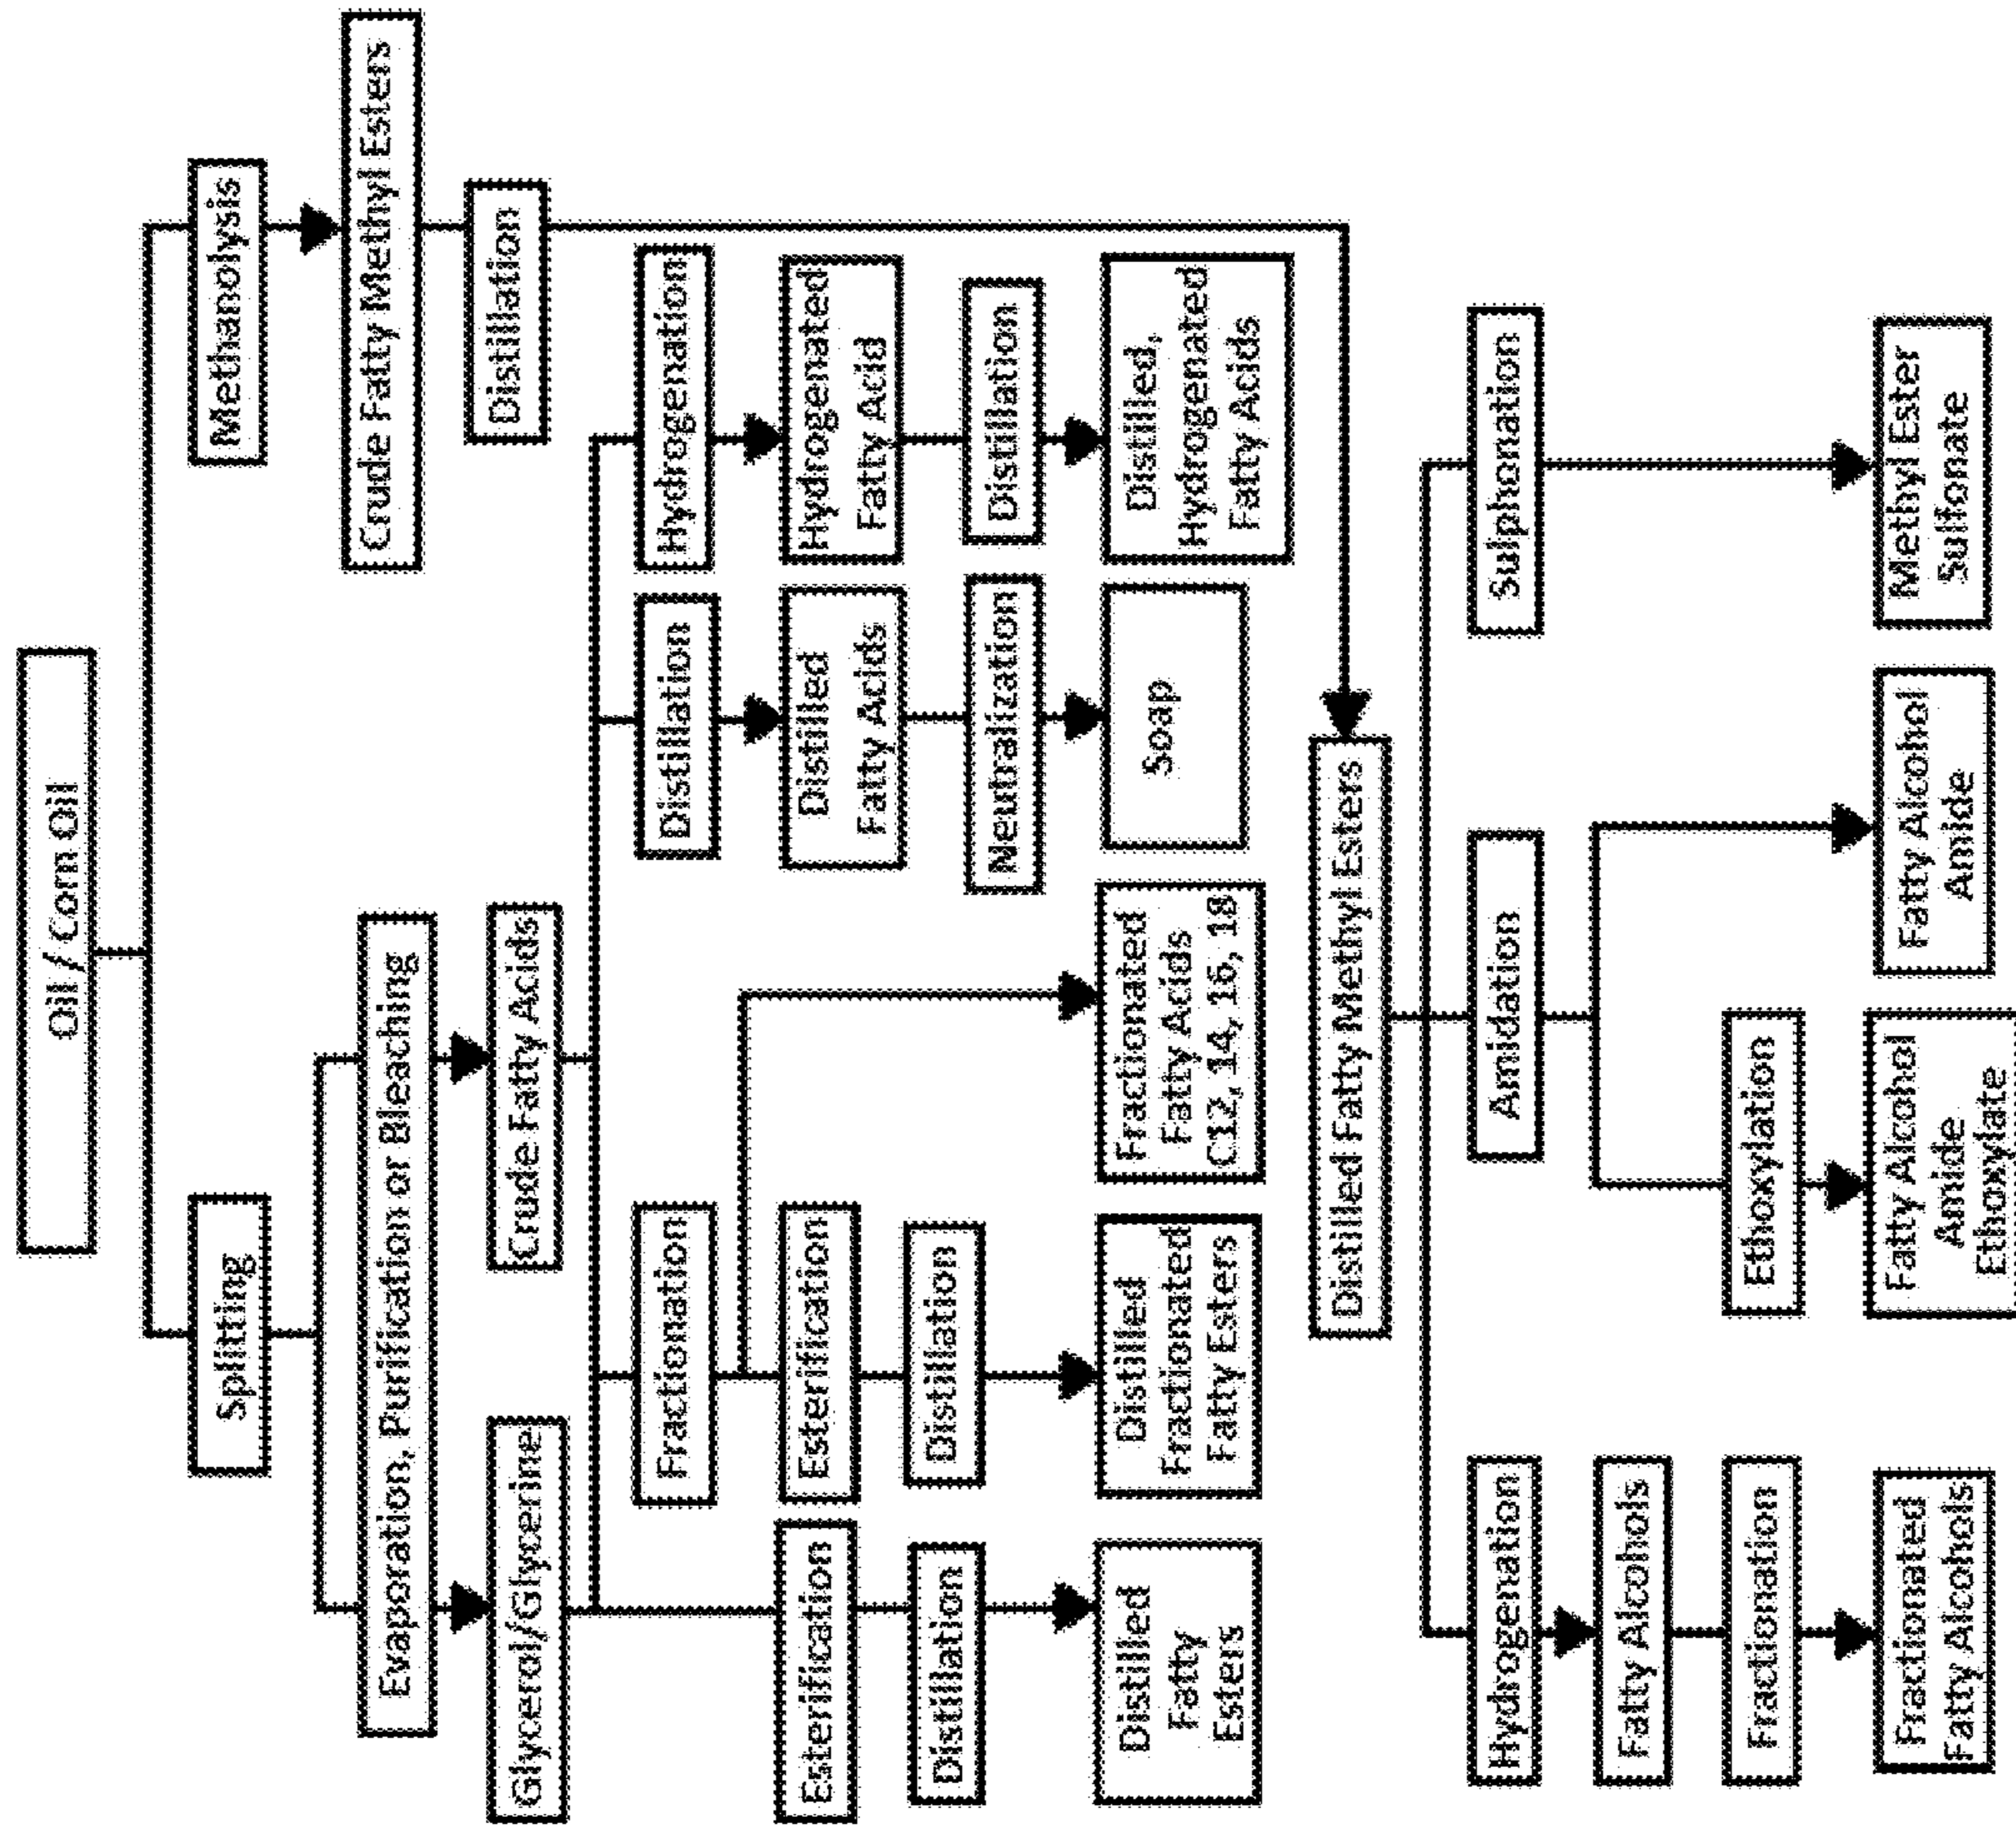 Oil / Corn Oil
Splitting
Methanolysis
Evaporation, Purification or Bleaching
Crude Fatty Methyl Esters
Glycerol/Glycerine
Crude Fatty Acids
Distillation
Fractionation
Distillation
Hydrogenation
Esterification
Esterification
Distilled
Fatty Acids
Hydrogenated
Fatty Acid
Distillation
Distillation
Neutralization
Distillation
Distilled
Fatty
Esters
Distilled
Fractionated
Fatty Esters
Fractionated
Fatty Acids
C12, 14, 16, 18
Soap
Distilled,
Hydrogenated
Fatty Acids
Distilled Fatty Methyl Esters
Hydrogenation
Amidation
Sulphonation
Fatty Alcohols
Fractionation
Ethoxylation
Fractionated
Fatty Alcohols
Fatty Alcohol
Amide
Ethoxylate
Fatty Alcohol
Amide
Methyl Ester
Sulfonate